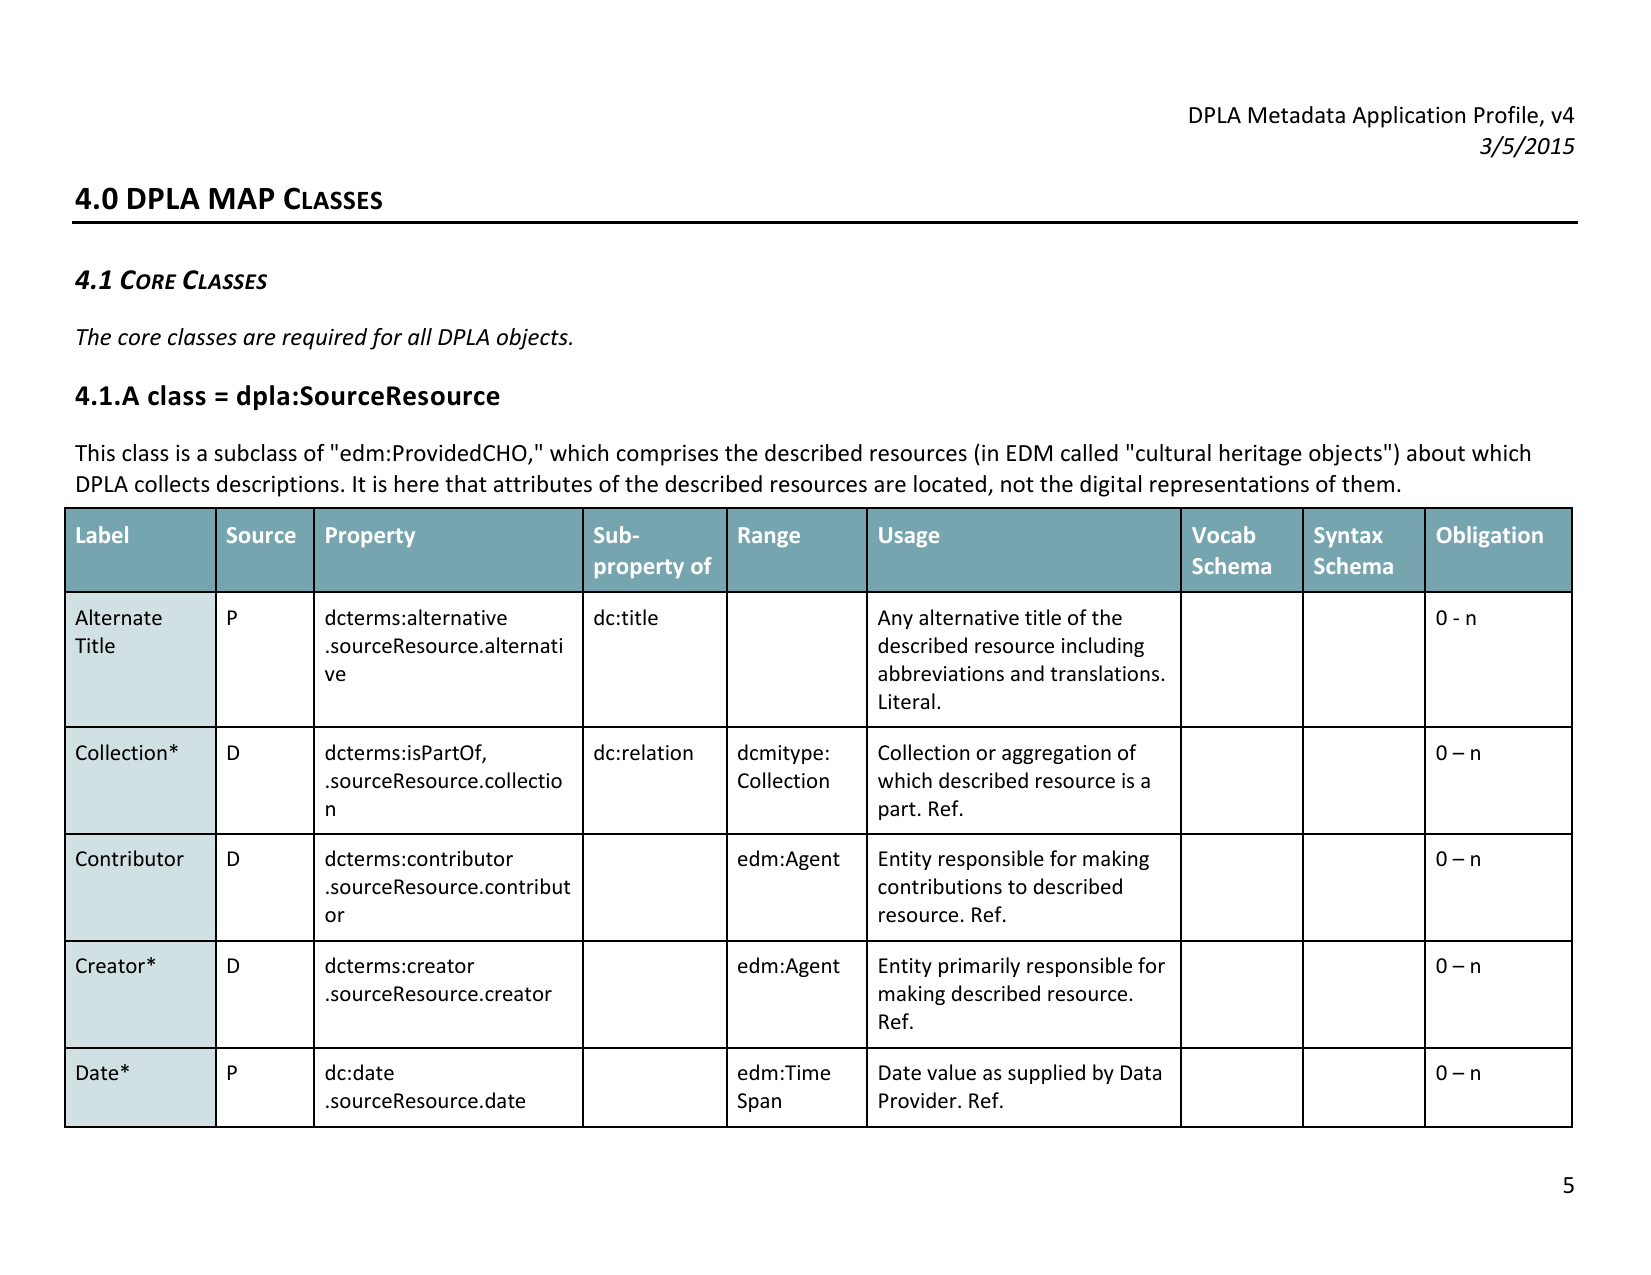 DPLA Metadata Application Profile, v4
3/5/2015
4.0 DPLA MAP CLASSES
4.1 CORE CLASSES
The core classes are required for all DPLA objects.
4.1.A class = dpla:SourceResource
This class is a subclass of "edm:ProvidedCHO," which comprises the described resources (in EDM called "cultural heritage objects") about which
DPLA collects descriptions. It is here that attributes of the described resources are located, not the digital representations of them.
Label
Source
Property
Sub-
property of
Range
Usage
Vocab
Schema
Syntax
Schema
Obligation
Alternate
Title
P
dcterms:alternative
.sourceResource.alternati
ve
dc:title
Any alternative title of the
described resource including
abbreviations and translations.
Literal.
0 - n
Collection*
D
dcterms:isPartOf,
.sourceResource.collectio
n
dc:relation
dcmitype:
Collection
Collection or aggregation of
which described resource is a
part. Ref.
0 – n
Contributor
D
dcterms:contributor
.sourceResource.contribut
or
edm:Agent
Entity responsible for making
contributions to described
resource. Ref.
0 – n
Creator*
D
dcterms:creator
.sourceResource.creator
edm:Agent
Entity primarily responsible for
making described resource.
Ref.
0 – n
Date*
P
dc:date
.sourceResource.date
edm:Time
Span
Date value as supplied by Data
Provider. Ref.
0 – n
5